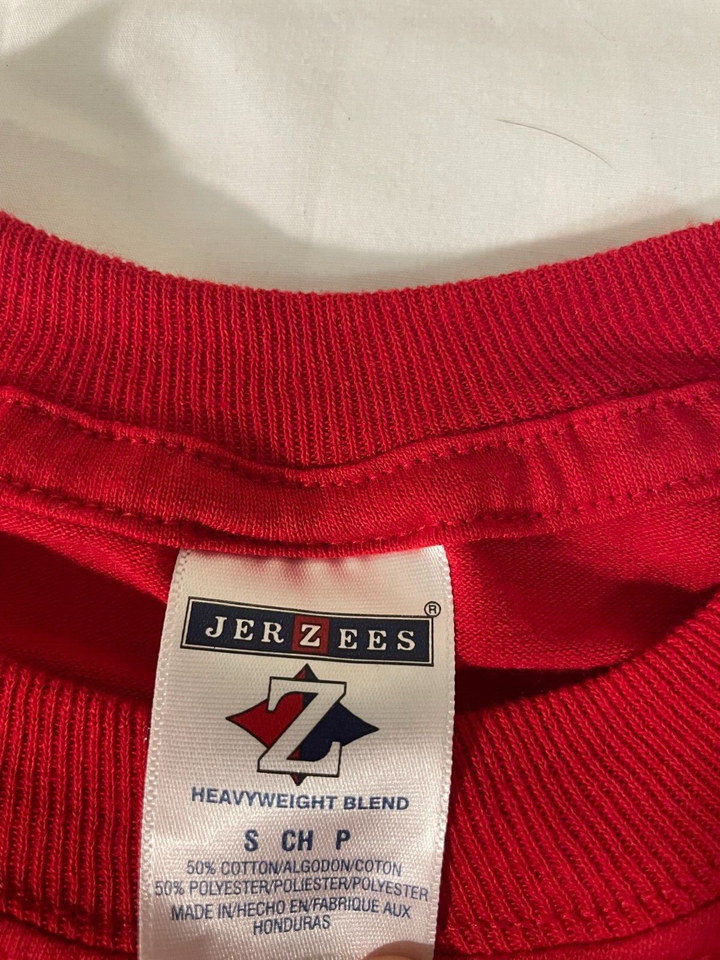 JERZEES®
Z
HEAVYWEIGHT BLEND
S CH P
50% COTTON/ALGODON/COTON
50% POLYESTER/POLIESTER/POLYESTER
MADE IN/HECHO EN/FABRIQUE AUX
HONDURAS